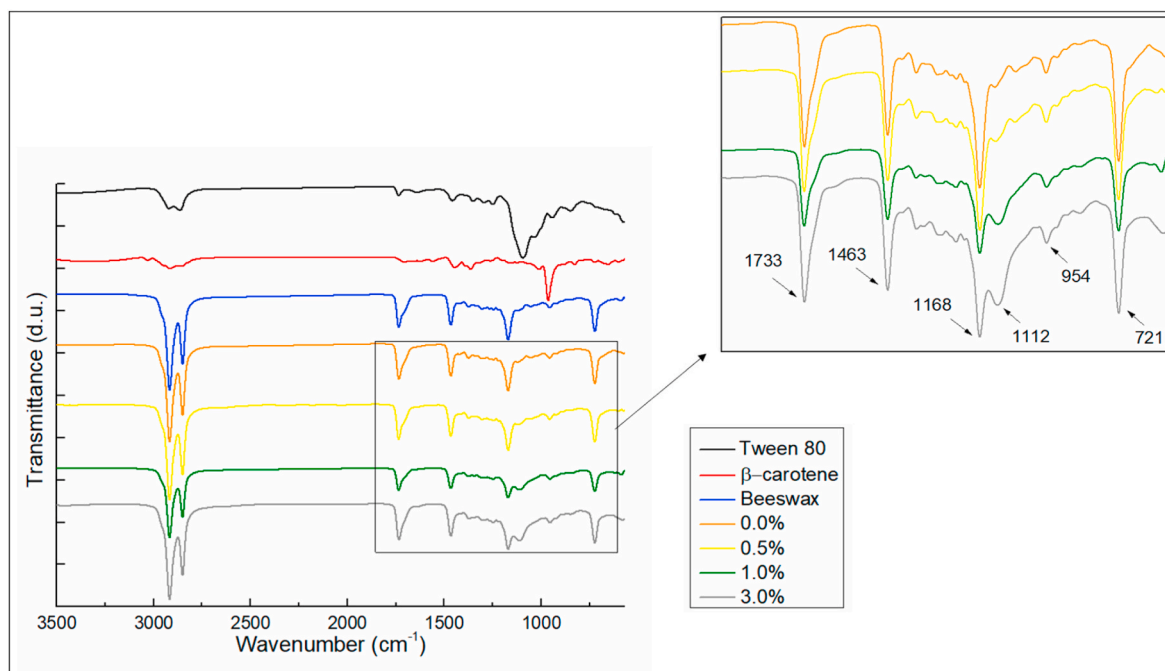 Transmittance (d.u.)
3500 3000 2500 2000 1500 1000
Wavenumber (cm⁻¹)
1733
1463
1168
1112
954
721
Tween 80
β–carotene
Beeswax
0.0%
0.5%
1.0%
3.0%